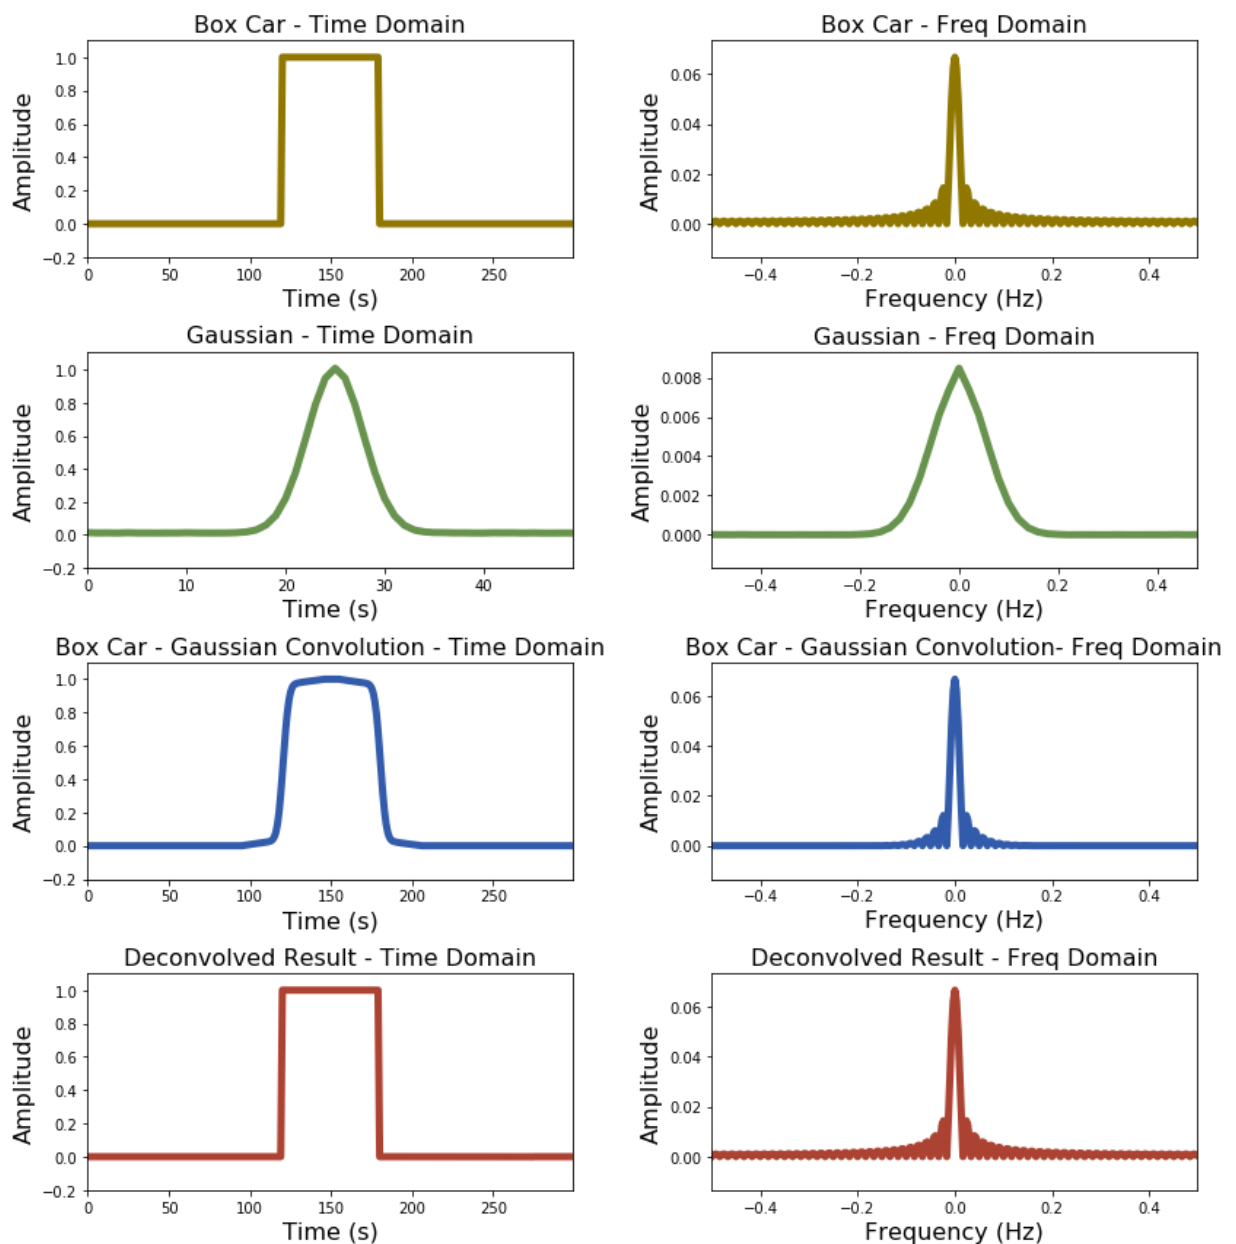 Box Car - Time Domain
Amplitude
1.0
0.8
0.6
0.4
0.2
0.0
−0.2
0 50 100 150 200 250
Time (s)
Box Car - Freq Domain
Amplitude
0.06
0.04
0.02
0.00
−0.4 −0.2 0.0 0.2 0.4
Frequency (Hz)
Gaussian - Time Domain
Amplitude
1.0
0.8
0.6
0.4
0.2
0.0
−0.2
0 10 20 30 40
Time (s)
Gaussian - Freq Domain
Amplitude
0.008
0.006
0.004
0.002
0.000
−0.4 −0.2 0.0 0.2 0.4
Frequency (Hz)
Box Car - Gaussian Convolution - Time Domain
Amplitude
1.0
0.8
0.6
0.4
0.2
0.0
−0.2
0 50 100 150 200 250
Time (s)
Box Car - Gaussian Convolution- Freq Domain
Amplitude
0.06
0.04
0.02
0.00
−0.4 −0.2 0.0 0.2 0.4
Frequency (Hz)
Deconvolved Result - Time Domain
Amplitude
1.0
0.8
0.6
0.4
0.2
0.0
−0.2
0 50 100 150 200 250
Time (s)
Deconvolved Result - Freq Domain
Amplitude
0.06
0.04
0.02
0.00
−0.4 −0.2 0.0 0.2 0.4
Frequency (Hz)